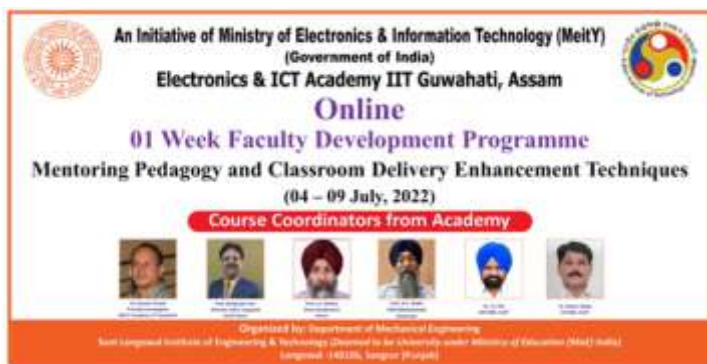 An Initiative of Ministry of Electronics & Information Technology (MeitY)
(Government of India)
Electronics & ICT Academy IIT Guwahati, Assam
Online
01 Week Faculty Development Programme
Mentoring Pedagogy and Classroom Delivery Enhancement Techniques
(04 – 09 July, 2022)
Course Coordinators from Academy
Organized by: Department of Mechanical Engineering
Sant Longowal Institute of Engineering & Technology (Deemed to be University under Ministry of Education (MoE) India)
Longowal -148106, Sangrur (Punjab)